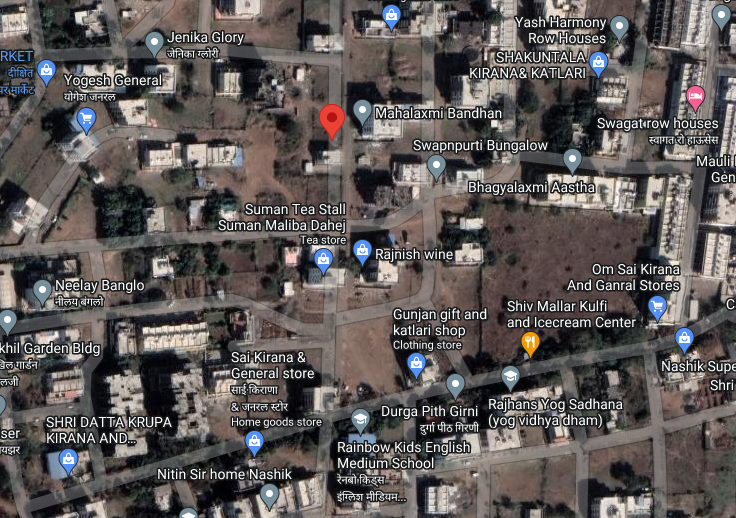 Jenika Glory
जेनिका ग्लोरी
Yash Harmony
Row Houses
RKET
दीक्षित
SHAKUNTALA
KIRANA& KATLARI
Yogesh General
योगेश जनरल
Mahalaxmi Bandhan
Swagat row houses
स्वागत रो हाऊसेस
Swapnpurti Bungalow
Mauli
Gen
Bhagyalaxmi Aastha
Suman Tea Stall
Suman Maliba Dahej
Tea store
Rajnish wine
Om Sai Kirana
And Ganral Stores
Neelay Banglo
नीलय बंगलो
Gunjan gift and
katlari shop
Clothing store
Shiv Mallar Kulfi
and Icecream Center
khil Garden Bldg
खिल गार्डन
लजी
Sai Kirana &
General store
साई किराणा
& जनरल स्टोर
Home goods store
Nashik Supe
Shri
Durga Pith Girni
दुर्गा पीठ गिरणी
Rajhans Yog Sadhana
(yog vidhya dham)
SHRI DATTA KRUPA
KIRANA AND...
ser
Rainbow Kids English
Medium School
रेनबो किड्स
इंग्लिश मीडियम...
Nitin Sir home Nashik